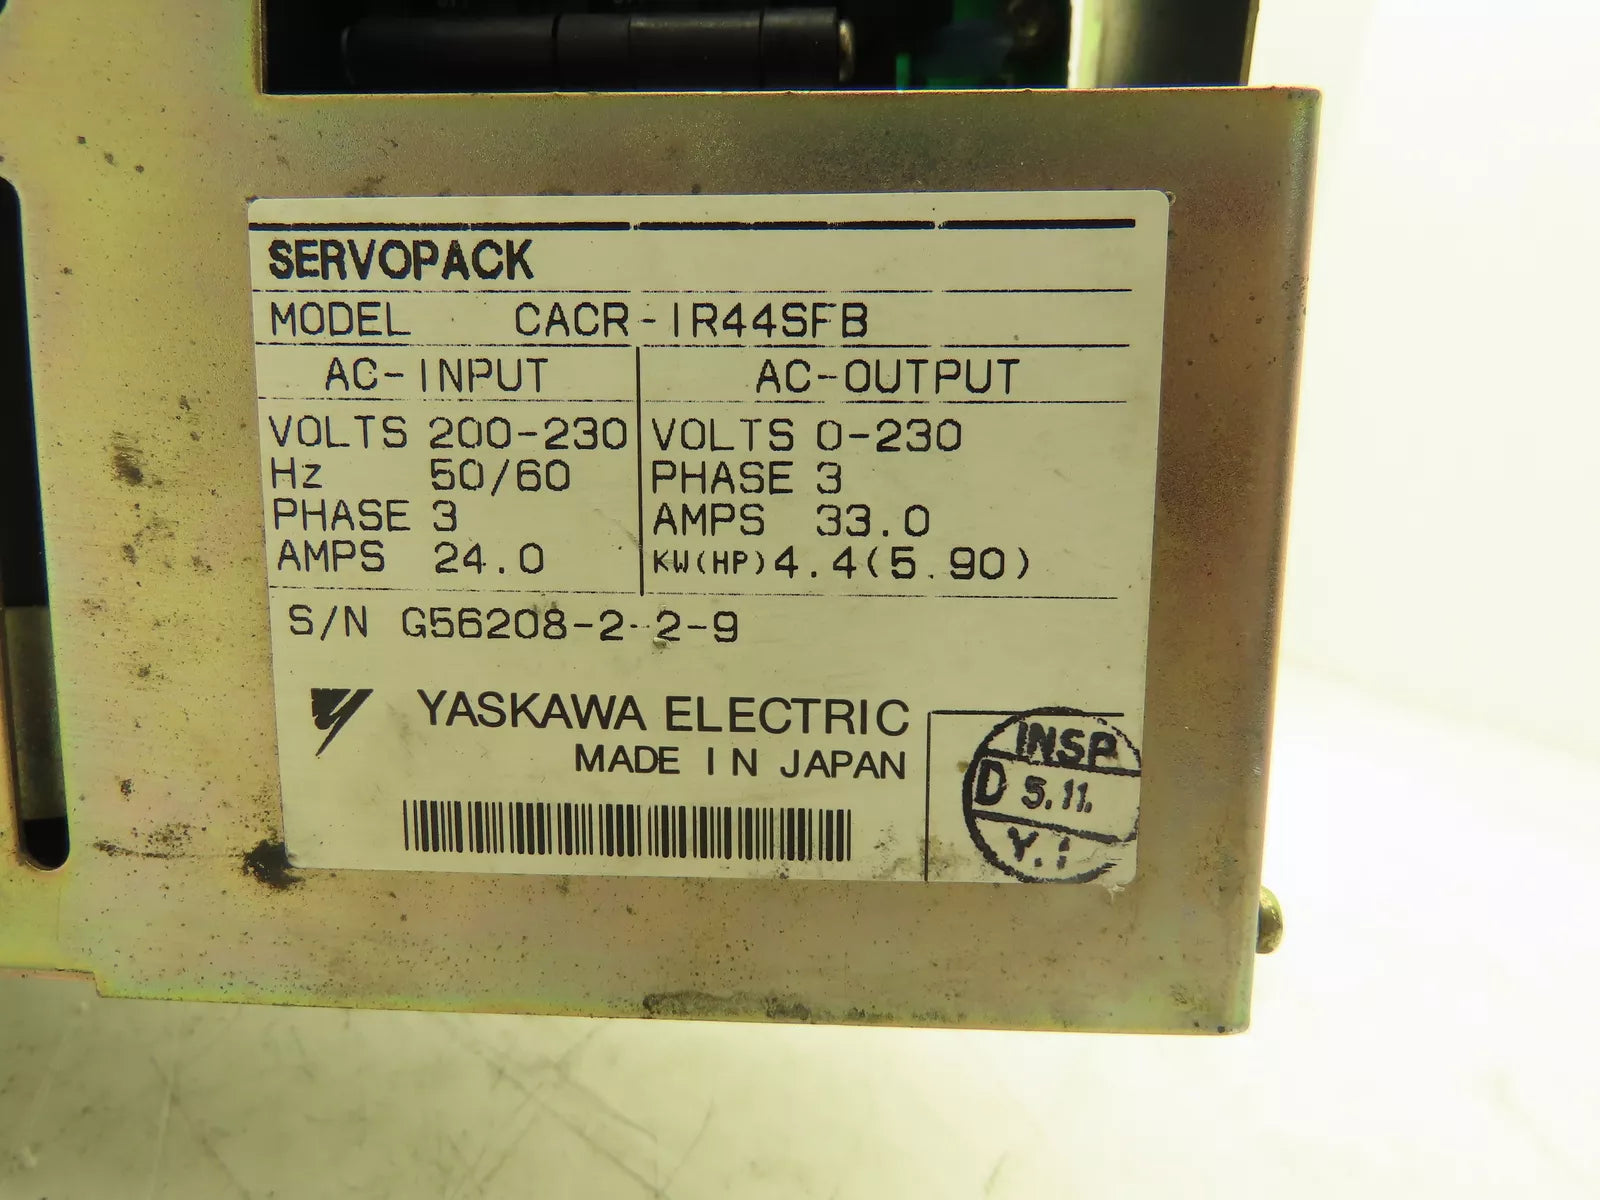 SERVOPACK
MODEL CACR-IR44SFB
AC-INPUT AC-OUTPUT
VOLTS 200-230 VOLTS 0-230
Hz 50/60 PHASE 3
PHASE 3 AMPS 33.0
AMPS 24.0 KW(HP) 4.4(5.90)
S/N G56208-2-2-9
YASKAWA ELECTRIC
MADE IN JAPAN
INSP
D 5.11.